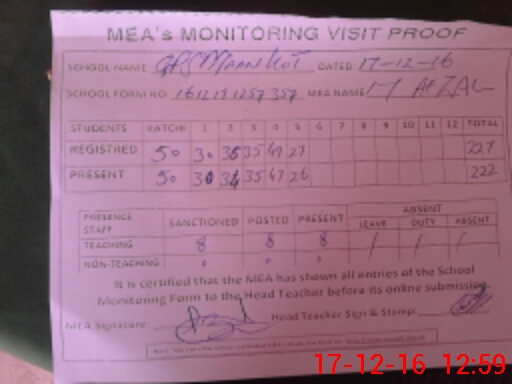 MEA's MONITORING VISIT PROOF
SCHOOL NAME: GPS Maankot DATED 17-12-16
SCHOOL FORM NO MEA NAME M AFZAL
STUDENTS KATCHI 1 2 3 4 5 6 7 8 9 10 11 12 TOTAL
REGISTRED 50 30 36 35 49 27 227
PRESENT 50 30 34 35 47 26 222
PRESENCE STAFF SANCTIONED POSTED PRESENT ABSENT
LEAVE DUTY ABSENT
TEACHING 8 8 8 / / /
NON-TEACHING 0 0 0
It is certified that the MEA has shown all entries of the School
Monitoring Form to the Head Teacher before its online submission.
MEA Signature: Head Teacher Sign & Stamp:
17-12-16 12:59